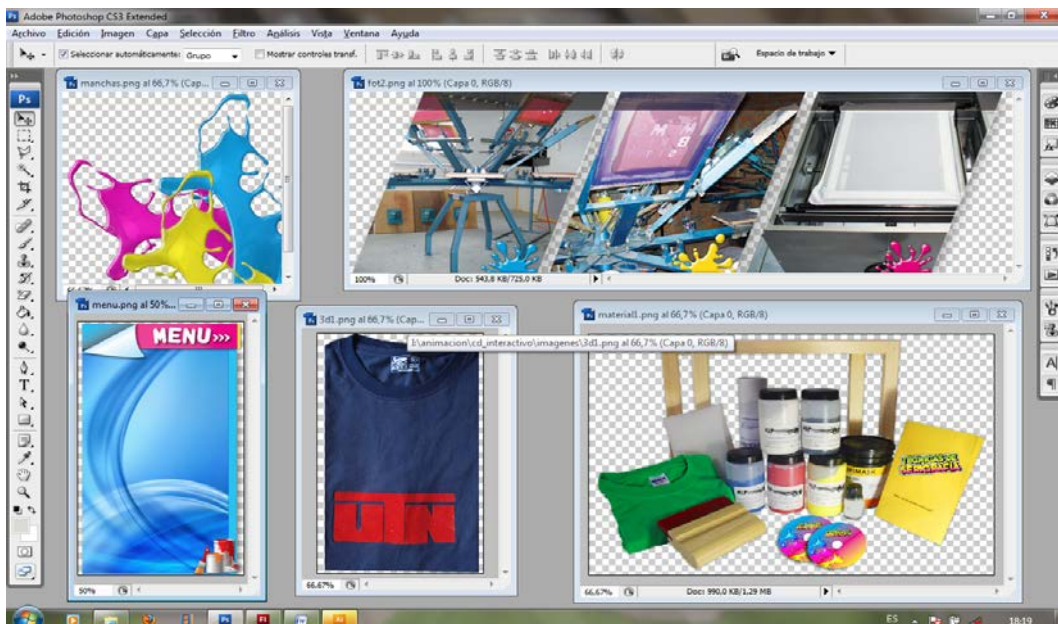 Adobe Photoshop CS3 Extended
Archivo Edición Imagen Capa Selección Filtro Análisis Vista Ventana Ayuda
Seleccionar automáticamente: Grupo Mostrar controles transf. Espacio de trabajo
manchas.png al 66,7% (Cap...
fot2.png al 100% (Capa 0, RGB/8)
Ps
100% Doc: 543,8 KB/725,0 KB
menu.png al 50%...
3d1.png al 66,7% (Cap...
material1.png al 66,7% (Capa 0, RGB/8)
MENU»»
1:\animacion\cd_interactivo\imagenes\3d1.png al 66,7% (Capa 0, RGB/8)
UTN
50%
66.67%
66.67% Doc: 990,0 KB/1,29 MB
ES 18:19